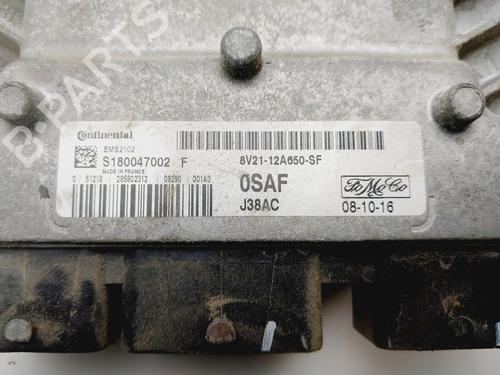 B-PARTS
Continental
EMS2102
S180047002 F
MADE IN FRANCE
8V21-12A650-SF
0SAF
J38AC
FoMoCo
08-10-16